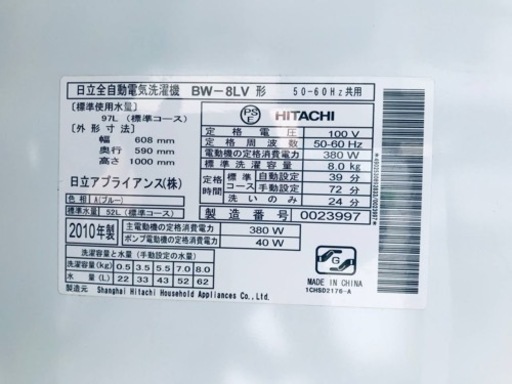 日立全自動電気洗濯機 BW-8LV 形 50-60Hz共用
[標準使用水量]
97L (標準コース)
[外形寸法]
幅 608 mm
奥行 590 mm
高さ 1000 mm
日立アプライアンス(株)
色相 A(ブルー)
標準水量 52L (標準コース)
PSE HITACHI
定格電圧 100 V
定格周波数 50-60 Hz
電動機の定格消費電力 380 W
標準洗濯容量 8.0 kg
定格時間 標準コース 自動設定 39 分
手動設定 72 分
洗いのみ 24 分
製造番号 0023997
2010年製
主電動機の定格消費電力 380 W
ポンプ電動機の定格消費電力 40 W
洗濯容量と水量 (手動設定の水量)
洗濯容量(kg) 0.5 3.5 5.5 7.0 8.0
水量(L) 22 33 43 52 62
製造元 Shanghai Hitachi Household Appliances Co., Ltd.
G
MADE IN CHINA
1CHSD2176-A